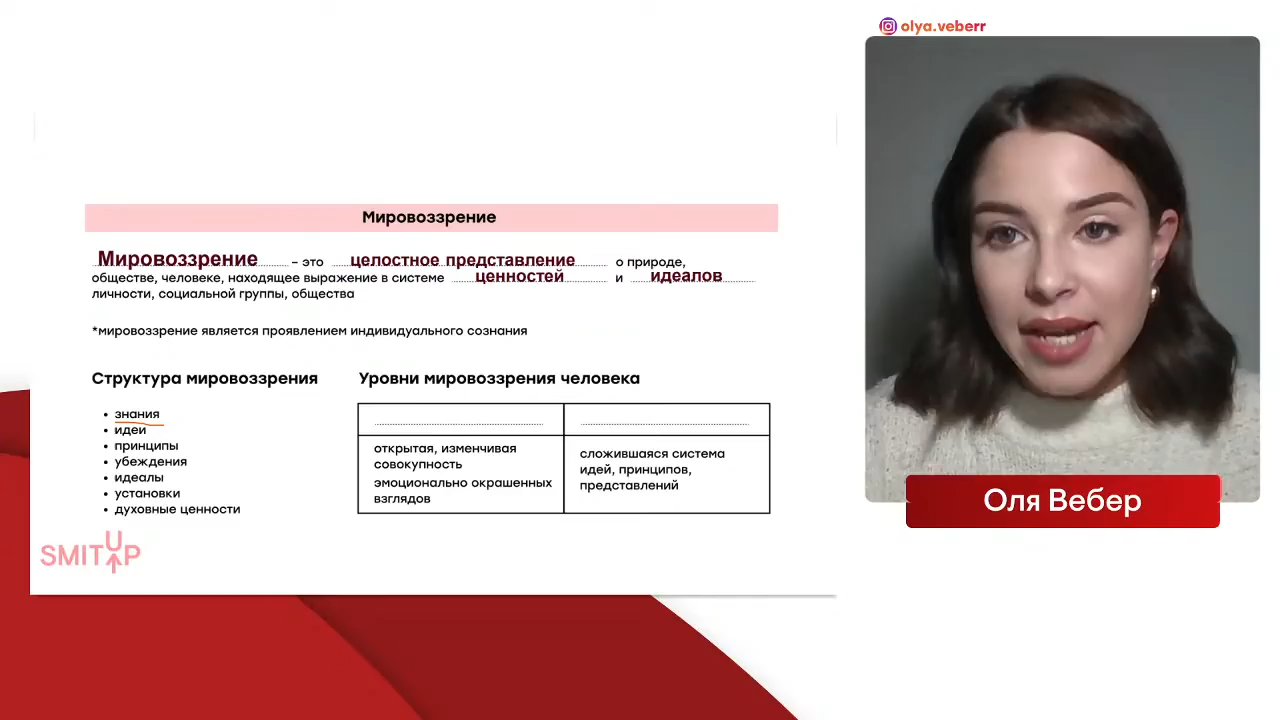 olya.veberr
Мировоззрение
Мировоззрение – это целостное представление о природе,
обществе, человеке, находящее выражение в системе ценностей и идеалов
личности, социальной группы, общества
*мировоззрение является проявлением индивидуального сознания
Структура мировоззрения
• знания
• идеи
• принципы
• убеждения
• идеалы
• установки
• духовные ценности
Уровни мировоззрения человека
открытая, изменчивая
совокупность
эмоционально окрашенных
взглядов
сложившаяся система
идей, принципов,
представлений
SMITUP
Оля Вебер